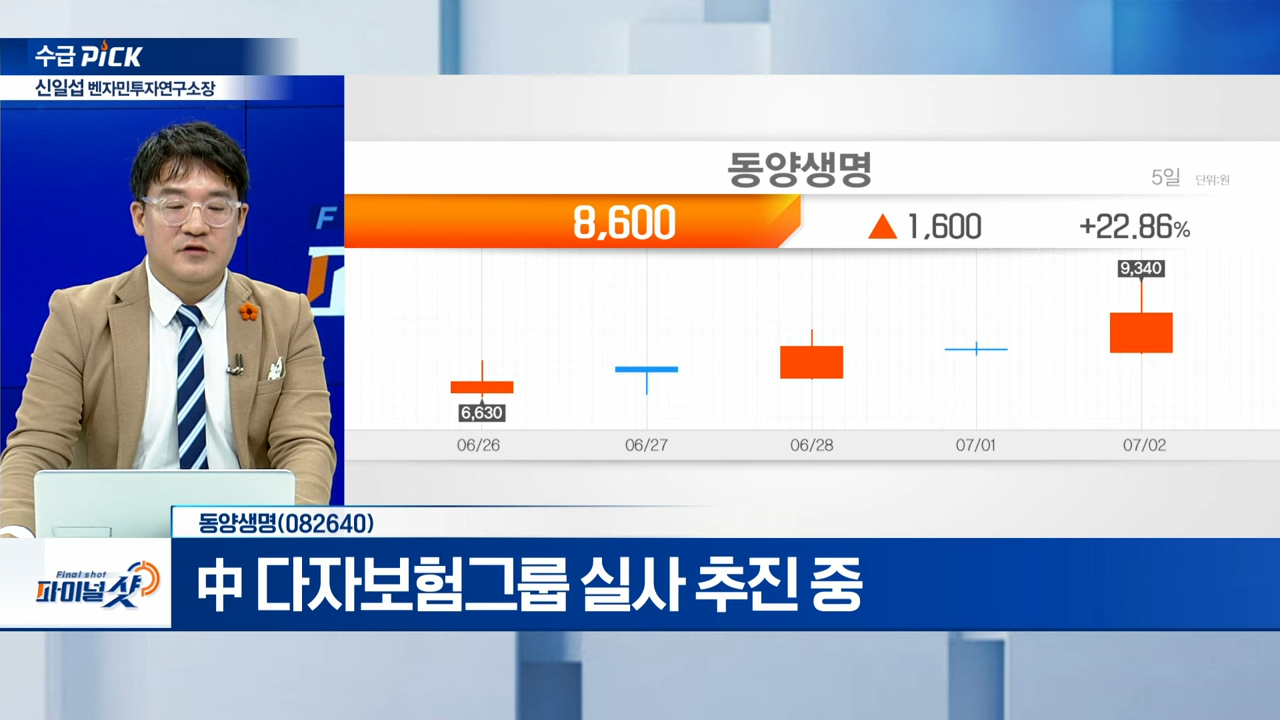 수급 PiCK
신일섭 벤자민투자연구소장
F
동양생명
5일 단위:원
8,600 ▲ 1,600 +22.86%
9,340
6,630
06/26 06/27 06/28 07/01 07/02
동양생명(082640)
Final shot
파이널샷
中 다자보험그룹 실사 추진 중